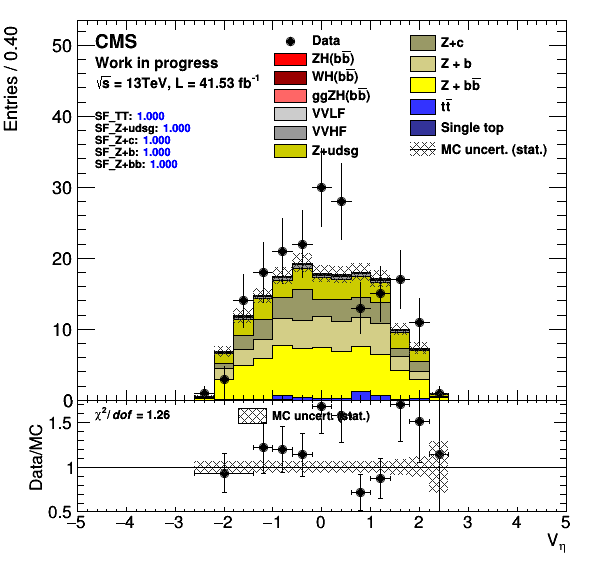 Entries / 0.40
50
40
30
20
10
0
CMS
Work in progress
√s = 13TeV, L = 41.53 fb⁻¹
SF_TT: 1.000
SF_Z+udsg: 1.000
SF_Z+c: 1.000
SF_Z+b: 1.000
SF_Z+bb: 1.000
Data
ZH(bb̅)
WH(bb̅)
ggZH(bb̅)
VVLF
VVHF
Z+udsg
Z+c
Z + b
Z + bb̅
tt̅
Single top
MC uncert. (stat.)
Data/MC
1.5
1
0.5
χ²/dof = 1.26
MC uncert. (stat.)
−5 −4 −3 −2 −1 0 1 2 3 4 5
V_η